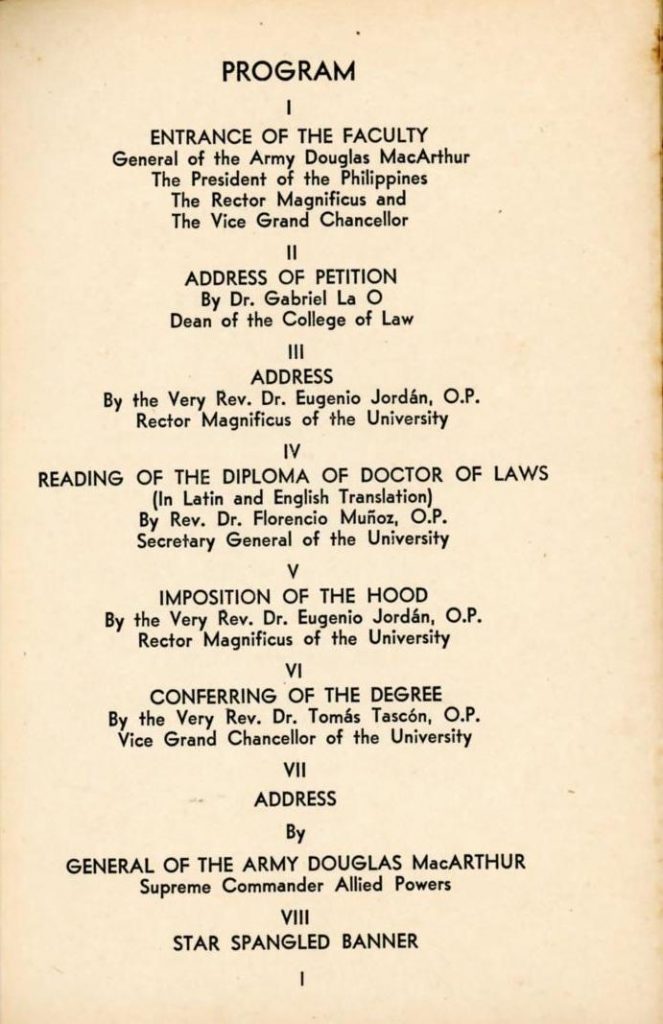 PROGRAM
I
ENTRANCE OF THE FACULTY
General of the Army Douglas MacArthur
The President of the Philippines
The Rector Magnificus and
The Vice Grand Chancellor
II
ADDRESS OF PETITION
By Dr. Gabriel La O
Dean of the College of Law
III
ADDRESS
By the Very Rev. Dr. Eugenio Jordán, O.P.
Rector Magnificus of the University
IV
READING OF THE DIPLOMA OF DOCTOR OF LAWS
(In Latin and English Translation)
By Rev. Dr. Florencio Muñoz, O.P.
Secretary General of the University
V
IMPOSITION OF THE HOOD
By the Very Rev. Dr. Eugenio Jordán, O.P.
Rector Magnificus of the University
VI
CONFERRING OF THE DEGREE
By the Very Rev. Dr. Tomás Tascón, O.P.
Vice Grand Chancellor of the University
VII
ADDRESS
By
GENERAL OF THE ARMY DOUGLAS MacARTHUR
Supreme Commander Allied Powers
VIII
STAR SPANGLED BANNER
I